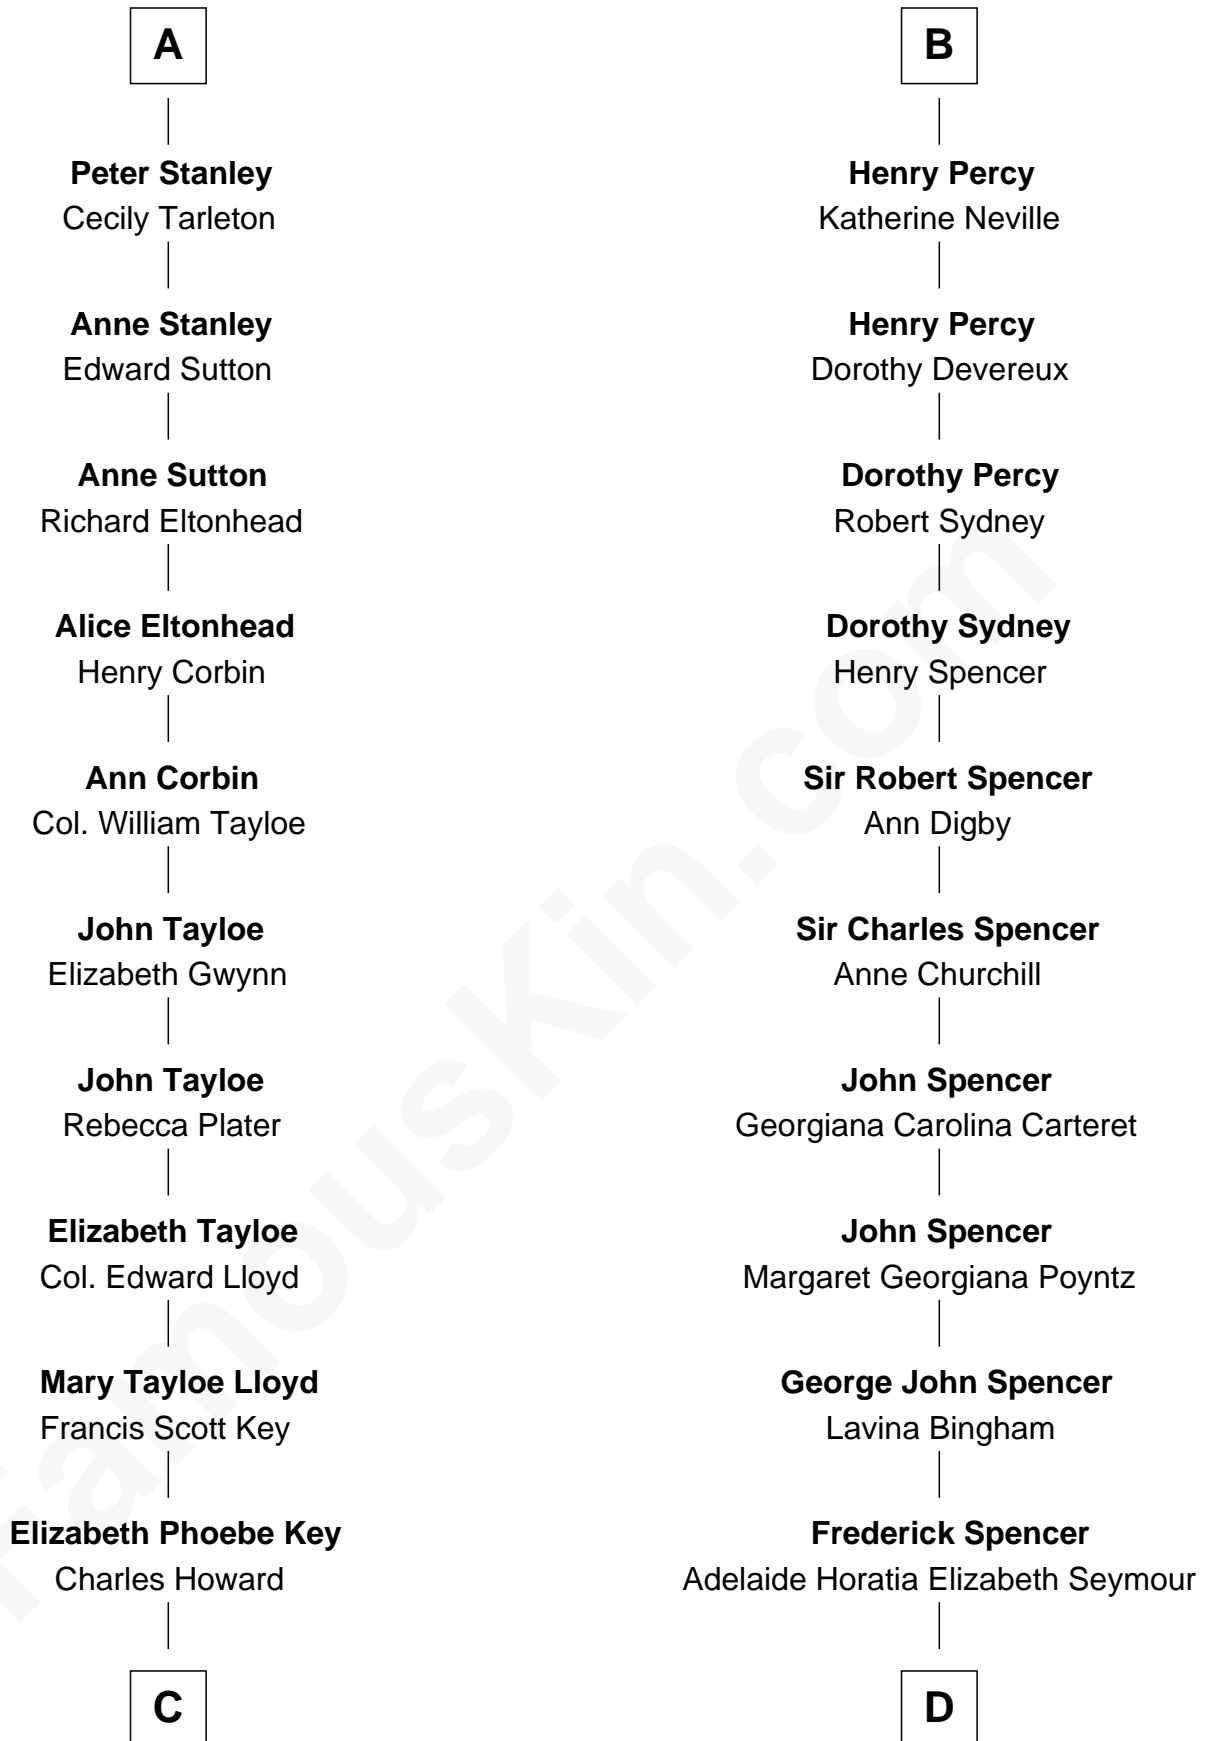 A
Peter Stanley
Cecily Tarleton
Anne Stanley
Edward Sutton
Anne Sutton
Richard Eltonhead
Alice Eltonhead
Henry Corbin
Ann Corbin
Col. William Tayloe
John Tayloe
Elizabeth Gwynn
John Tayloe
Rebecca Plater
Elizabeth Tayloe
Col. Edward Lloyd
Mary Tayloe Lloyd
Francis Scott Key
Elizabeth Phoebe Key
Charles Howard
C
B
Henry Percy
Katherine Neville
Henry Percy
Dorothy Devereux
Dorothy Percy
Robert Sydney
Dorothy Sydney
Henry Spencer
Sir Robert Spencer
Ann Digby
Sir Charles Spencer
Anne Churchill
John Spencer
Georgiana Carolina Carteret
John Spencer
Margaret Georgiana Poyntz
George John Spencer
Lavina Bingham
Frederick Spencer
Adelaide Horatia Elizabeth Seymour
D
FamousKin.com